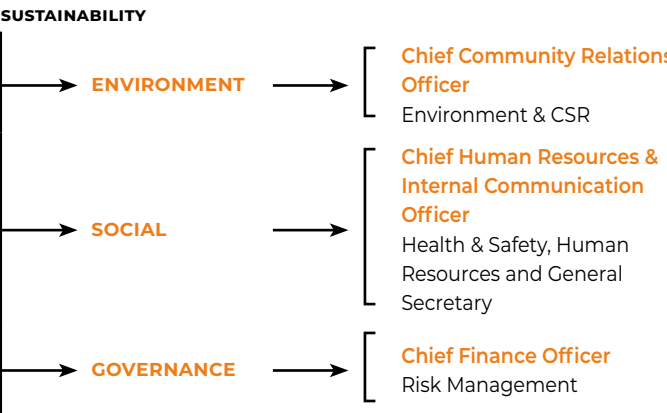 SUSTAINABILITY
ENVIRONMENT
Chief Community Relations
Officer
Environment & CSR
SOCIAL
Chief Human Resources &
Internal Communication
Officer
Health & Safety, Human
Resources and General
Secretary
GOVERNANCE
Chief Finance Officer
Risk Management